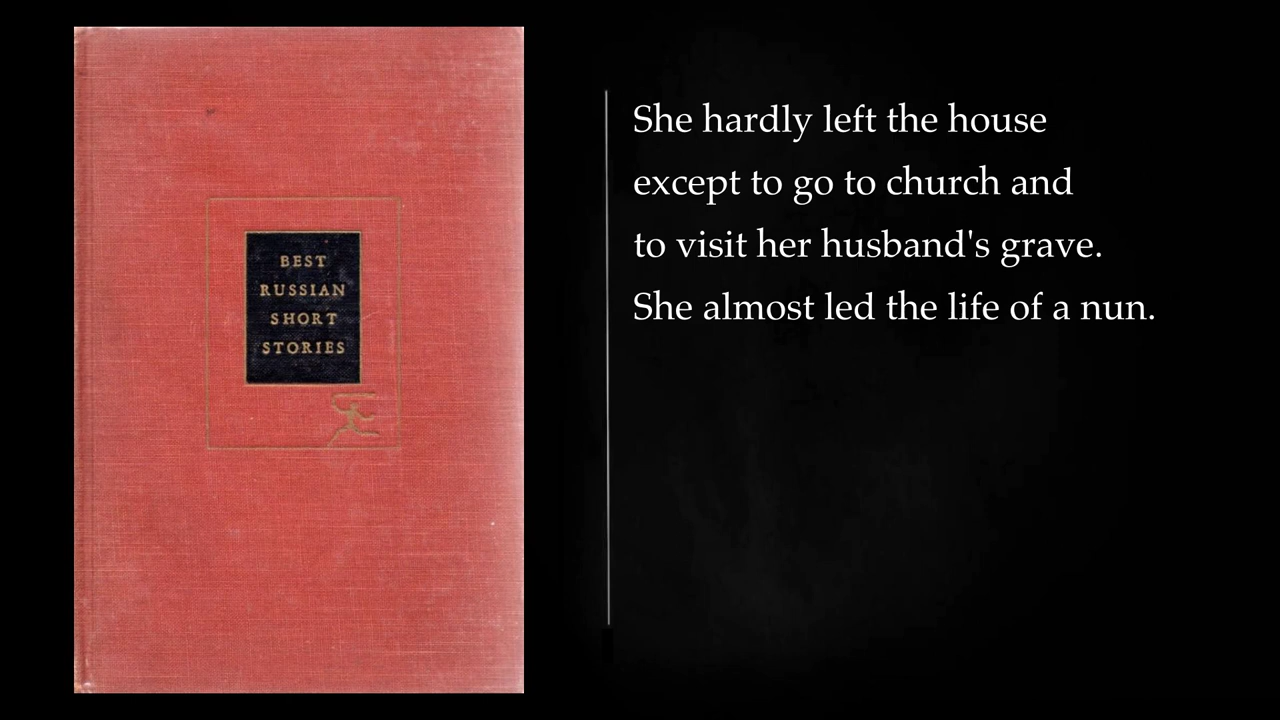 BEST
RUSSIAN
SHORT
STORIES
She hardly left the house
except to go to church and
to visit her husband's grave.
She almost led the life of a nun.